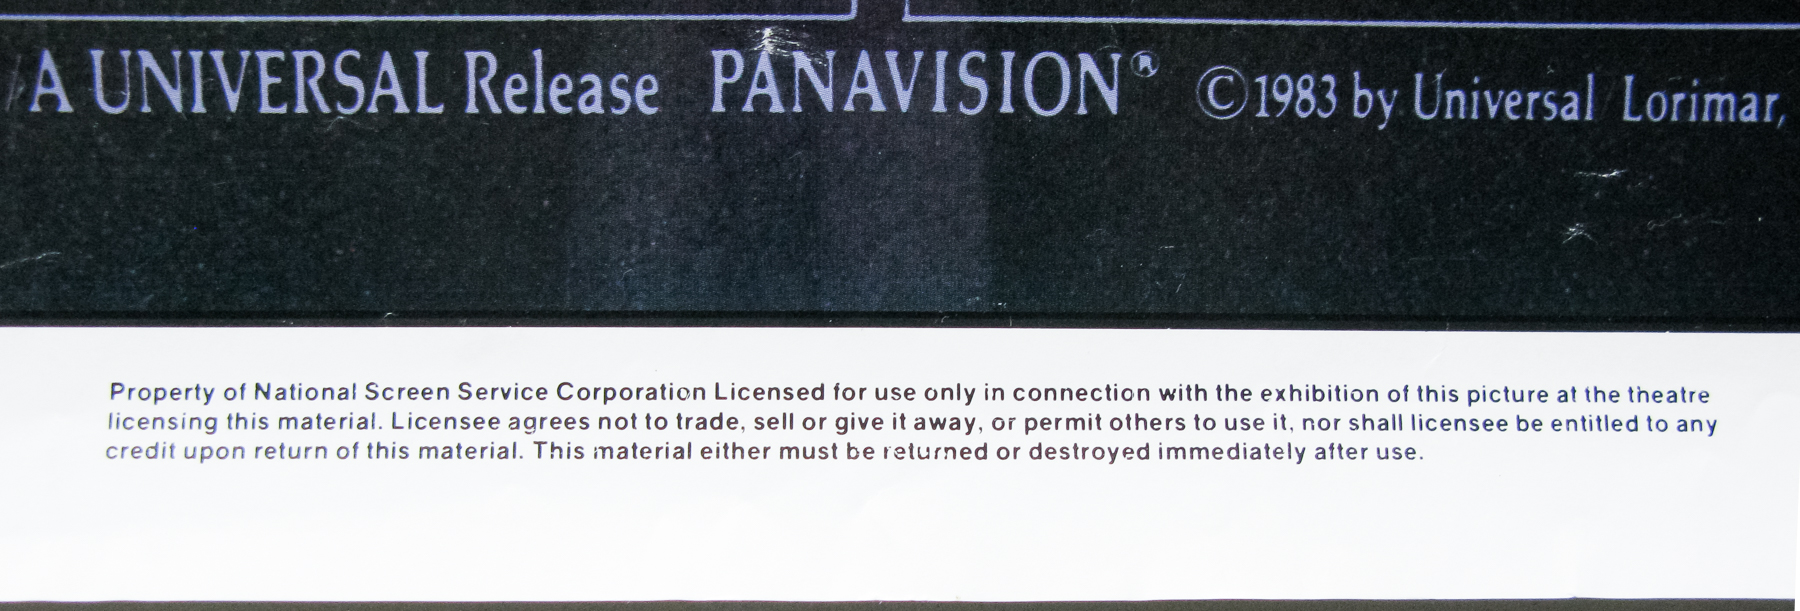 A UNIVERSAL Release PANAVISION® ©1983 by Universal Lorimar,
Property of National Screen Service Corporation Licensed for use only in connection with the exhibition of this picture at the theatre
licensing this material. Licensee agrees not to trade, sell or give it away, or permit others to use it, nor shall licensee be entitled to any
credit upon return of this material. This material either must be returned or destroyed immediately after use.